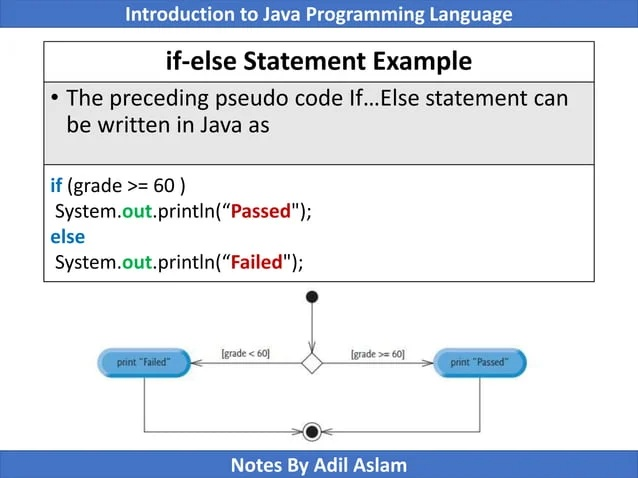 Introduction to Java Programming Language
if-else Statement Example
• The preceding pseudo code If…Else statement can
be written in Java as
if (grade >= 60 )
System.out.println(“Passed");
else
System.out.println(“Failed");
print "Failed"
[grade < 60]
[grade >= 60]
print "Passed"
Notes By Adil Aslam